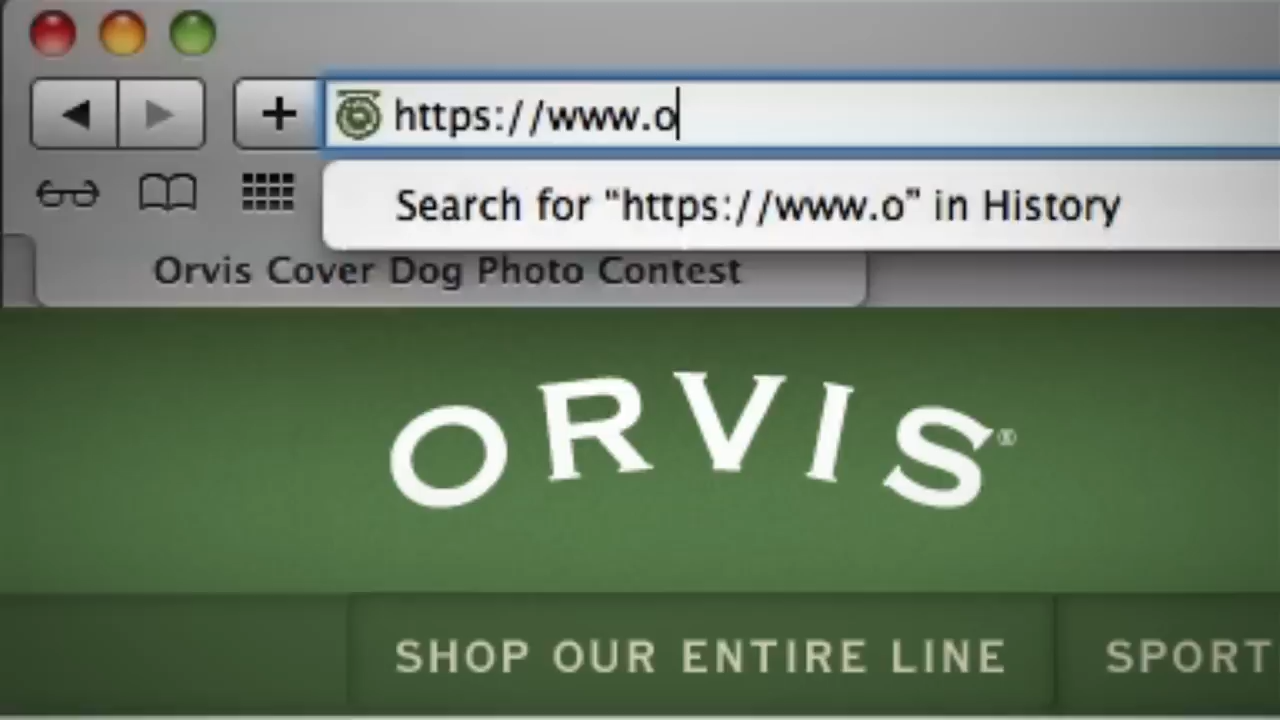 https://www.o
Search for “https://www.o” in History
Orvis Cover Dog Photo Contest
ORVIS®
SHOP OUR ENTIRE LINE
SPORT